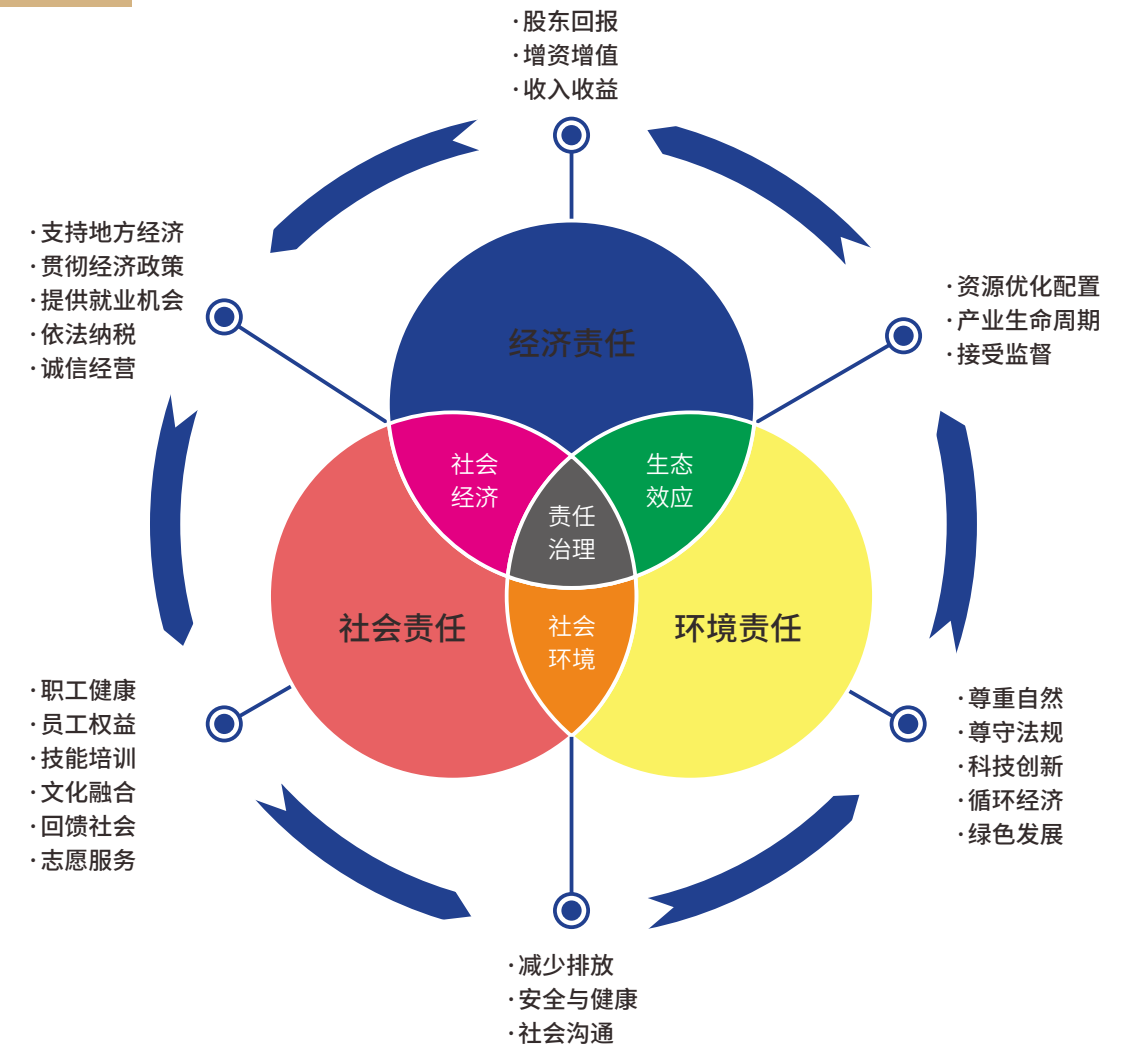 ·股东回报
·增资增值
·收入收益
·支持地方经济
·贯彻经济政策
·提供就业机会
·依法纳税
·诚信经营
·资源优化配置
·产业生命周期
·接受监督
经济责任
社会
经济
生态
效应
责任
治理
社会责任
社会
环境
环境责任
·职工健康
·员工权益
·技能培训
·文化融合
·回馈社会
·志愿服务
·尊重自然
·尊守法规
·科技创新
·循环经济
·绿色发展
·减少排放
·安全与健康
·社会沟通